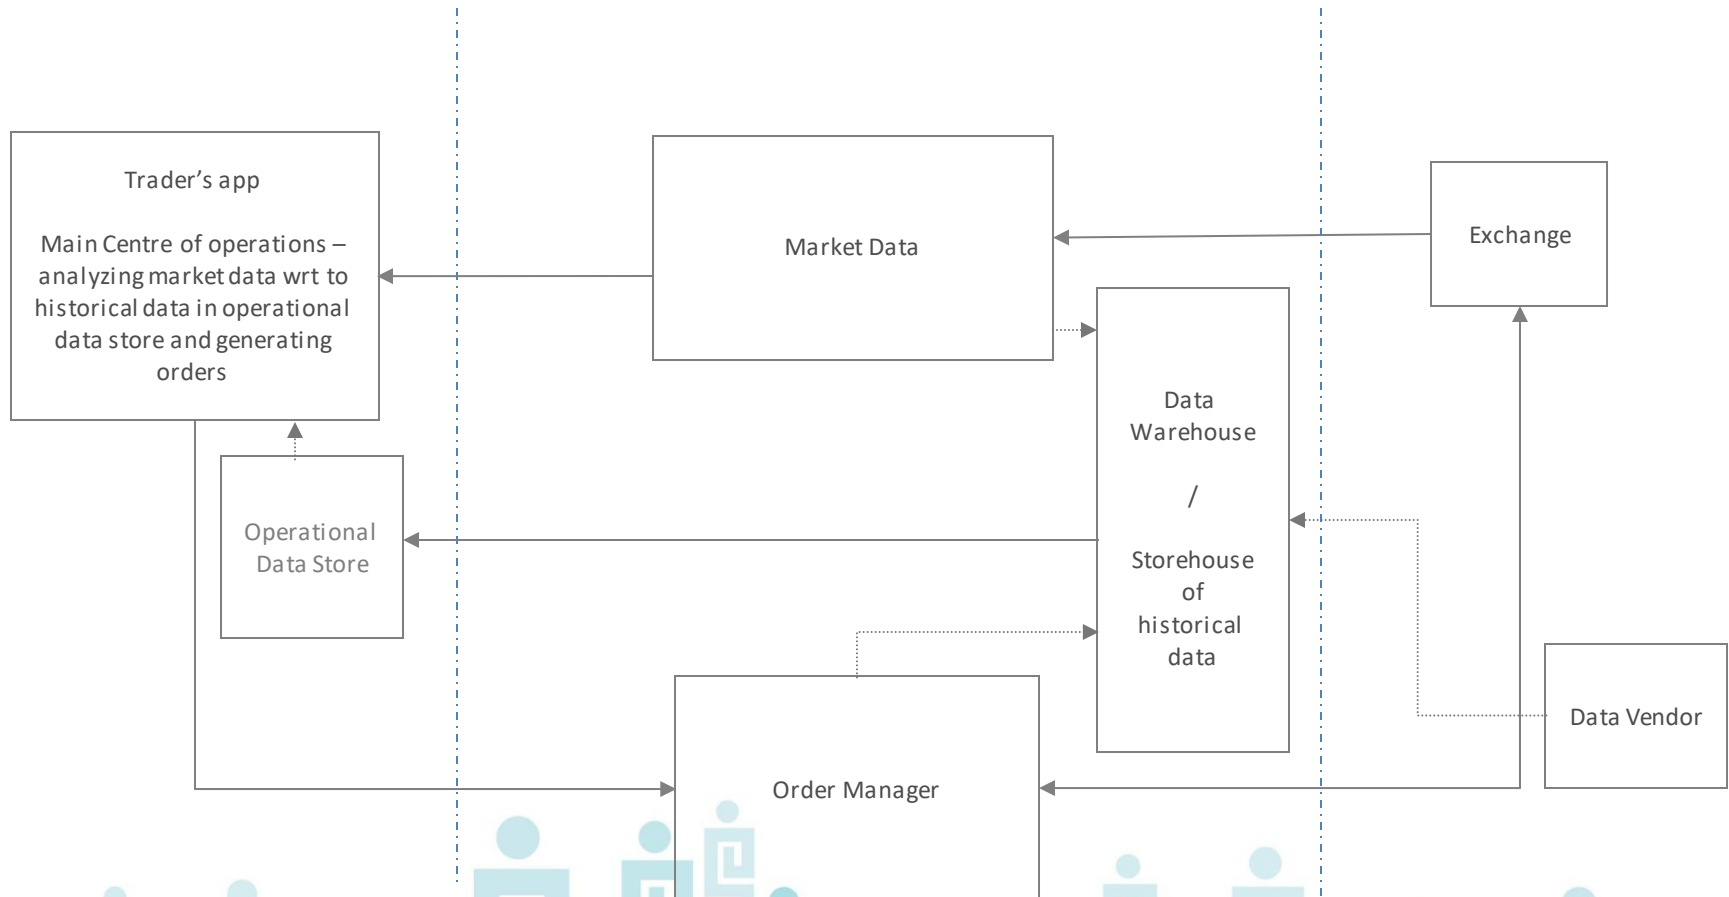 Trader’s app
Main Centre of operations –
analyzing market data wrt to
historical data in operational
data store and generating
orders
Market Data
Exchange
Data
Warehouse
/
Storehouse
of
historical
data
Operational
Data Store
Data Vendor
Order Manager